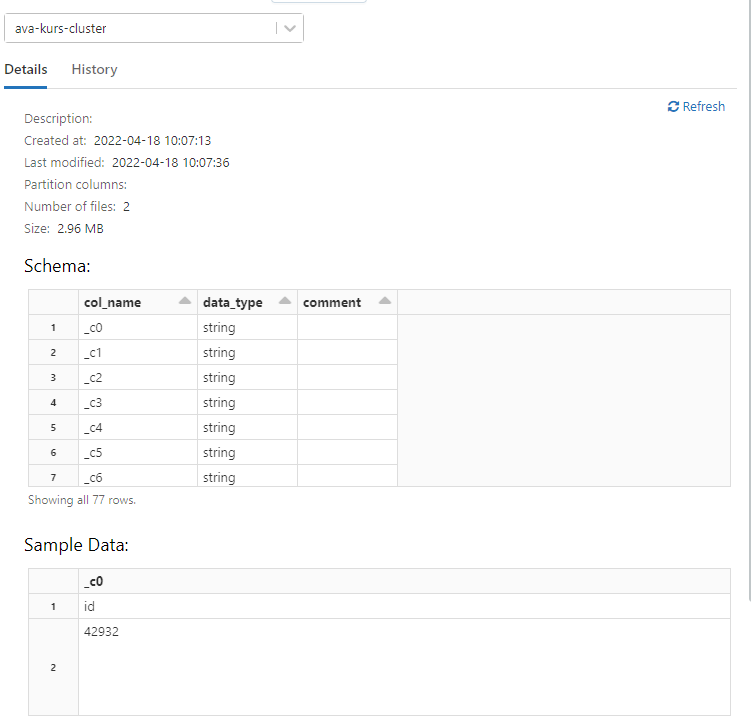 ava-kurs-cluster
Details History
Refresh
Description:
Created at: 2022-04-18 10:07:13
Last modified: 2022-04-18 10:07:36
Partition columns:
Number of files: 2
Size: 2.96 MB
Schema:
col_name data_type comment
1 _c0 string
2 _c1 string
3 _c2 string
4 _c3 string
5 _c4 string
6 _c5 string
7 _c6 string
Showing all 77 rows.
Sample Data:
_c0
1 id
42932
2